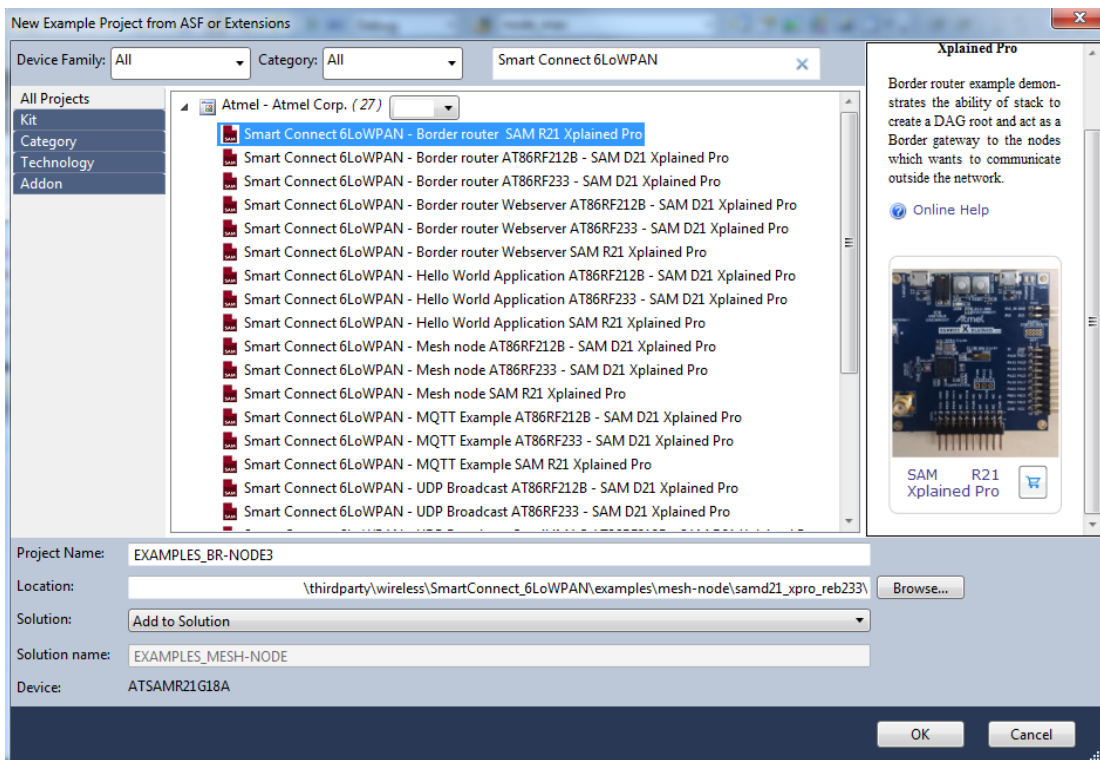 New Example Project from ASF or Extensions
Device Family: All Category: All Smart Connect 6LoWPAN
All Projects
Kit
Category
Technology
Addon
Atmel - Atmel Corp. (27)
Smart Connect 6LoWPAN - Border router SAM R21 Xplained Pro
Smart Connect 6LoWPAN - Border router AT86RF212B - SAM D21 Xplained Pro
Smart Connect 6LoWPAN - Border router AT86RF233 - SAM D21 Xplained Pro
Smart Connect 6LoWPAN - Border router Webserver AT86RF212B - SAM D21 Xplained Pro
Smart Connect 6LoWPAN - Border router Webserver AT86RF233 - SAM D21 Xplained Pro
Smart Connect 6LoWPAN - Border router Webserver SAM R21 Xplained Pro
Smart Connect 6LoWPAN - Hello World Application AT86RF212B - SAM D21 Xplained Pro
Smart Connect 6LoWPAN - Hello World Application AT86RF233 - SAM D21 Xplained Pro
Smart Connect 6LoWPAN - Hello World Application SAM R21 Xplained Pro
Smart Connect 6LoWPAN - Mesh node AT86RF212B - SAM D21 Xplained Pro
Smart Connect 6LoWPAN - Mesh node AT86RF233 - SAM D21 Xplained Pro
Smart Connect 6LoWPAN - Mesh node SAM R21 Xplained Pro
Smart Connect 6LoWPAN - MQTT Example AT86RF212B - SAM D21 Xplained Pro
Smart Connect 6LoWPAN - MQTT Example AT86RF233 - SAM D21 Xplained Pro
Smart Connect 6LoWPAN - MQTT Example SAM R21 Xplained Pro
Smart Connect 6LoWPAN - UDP Broadcast AT86RF212B - SAM D21 Xplained Pro
Smart Connect 6LoWPAN - UDP Broadcast AT86RF233 - SAM D21 Xplained Pro
Xplained Pro
Border router example demon-
strates the ability of stack to
create a DAG root and act as a
Border gateway to the nodes
which wants to communicate
outside the network.
Online Help
Atmel
SAM R21
Xplained Pro
Project Name: EXAMPLES_BR-NODE3
Location: \thirdparty\wireless\SmartConnect_6LoWPAN\examples\mesh-node\samd21_xpro_reb233\ Browse...
Solution: Add to Solution
Solution name: EXAMPLES_MESH-NODE
Device: ATSAMR21G18A
OK Cancel